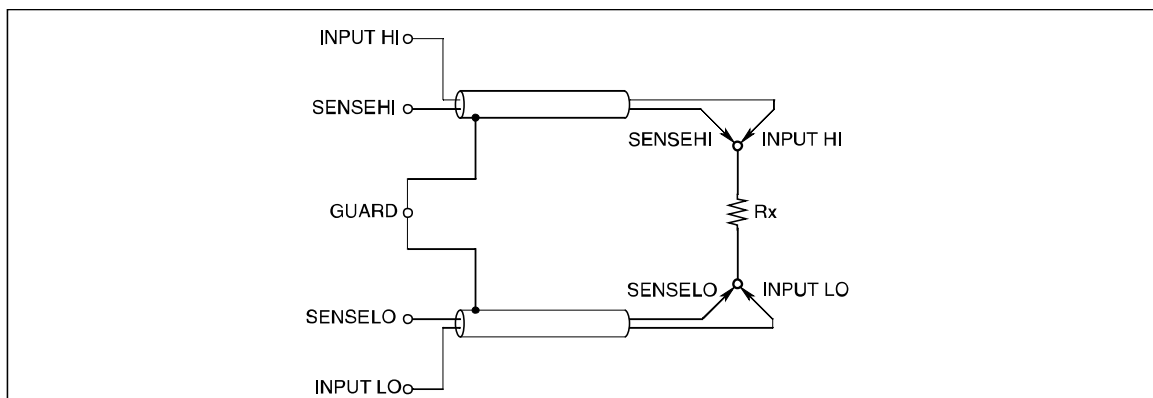 INPUT HI
SENSEHI
SENSEHI
INPUT HI
GUARD
Rx
SENSELO
INPUT LO
SENSELO
INPUT LO